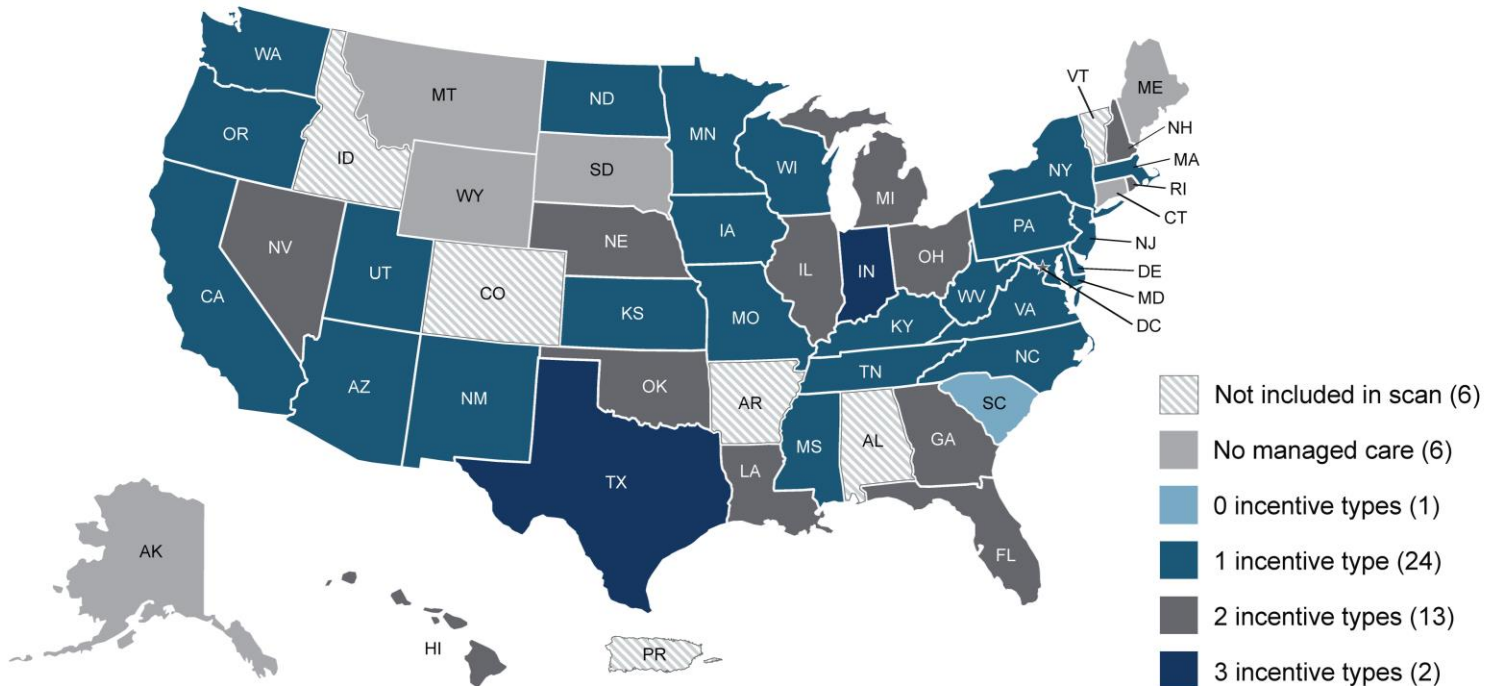 WA
MT
ND
MN
VT
ME
OR
ID
SD
WI
NY
NH
MA
WY
MI
RI
CT
NV
NE
IA
PA
NJ
CA
UT
CO
IL
IN
OH
DE
KS
MO
WV
MD
KY
VA
DC
AZ
NM
OK
AR
TN
NC
SC
MS
AL
GA
TX
LA
FL
AK
HI
PR
Not included in scan (6)
No managed care (6)
0 incentive types (1)
1 incentive type (24)
2 incentive types (13)
3 incentive types (2)